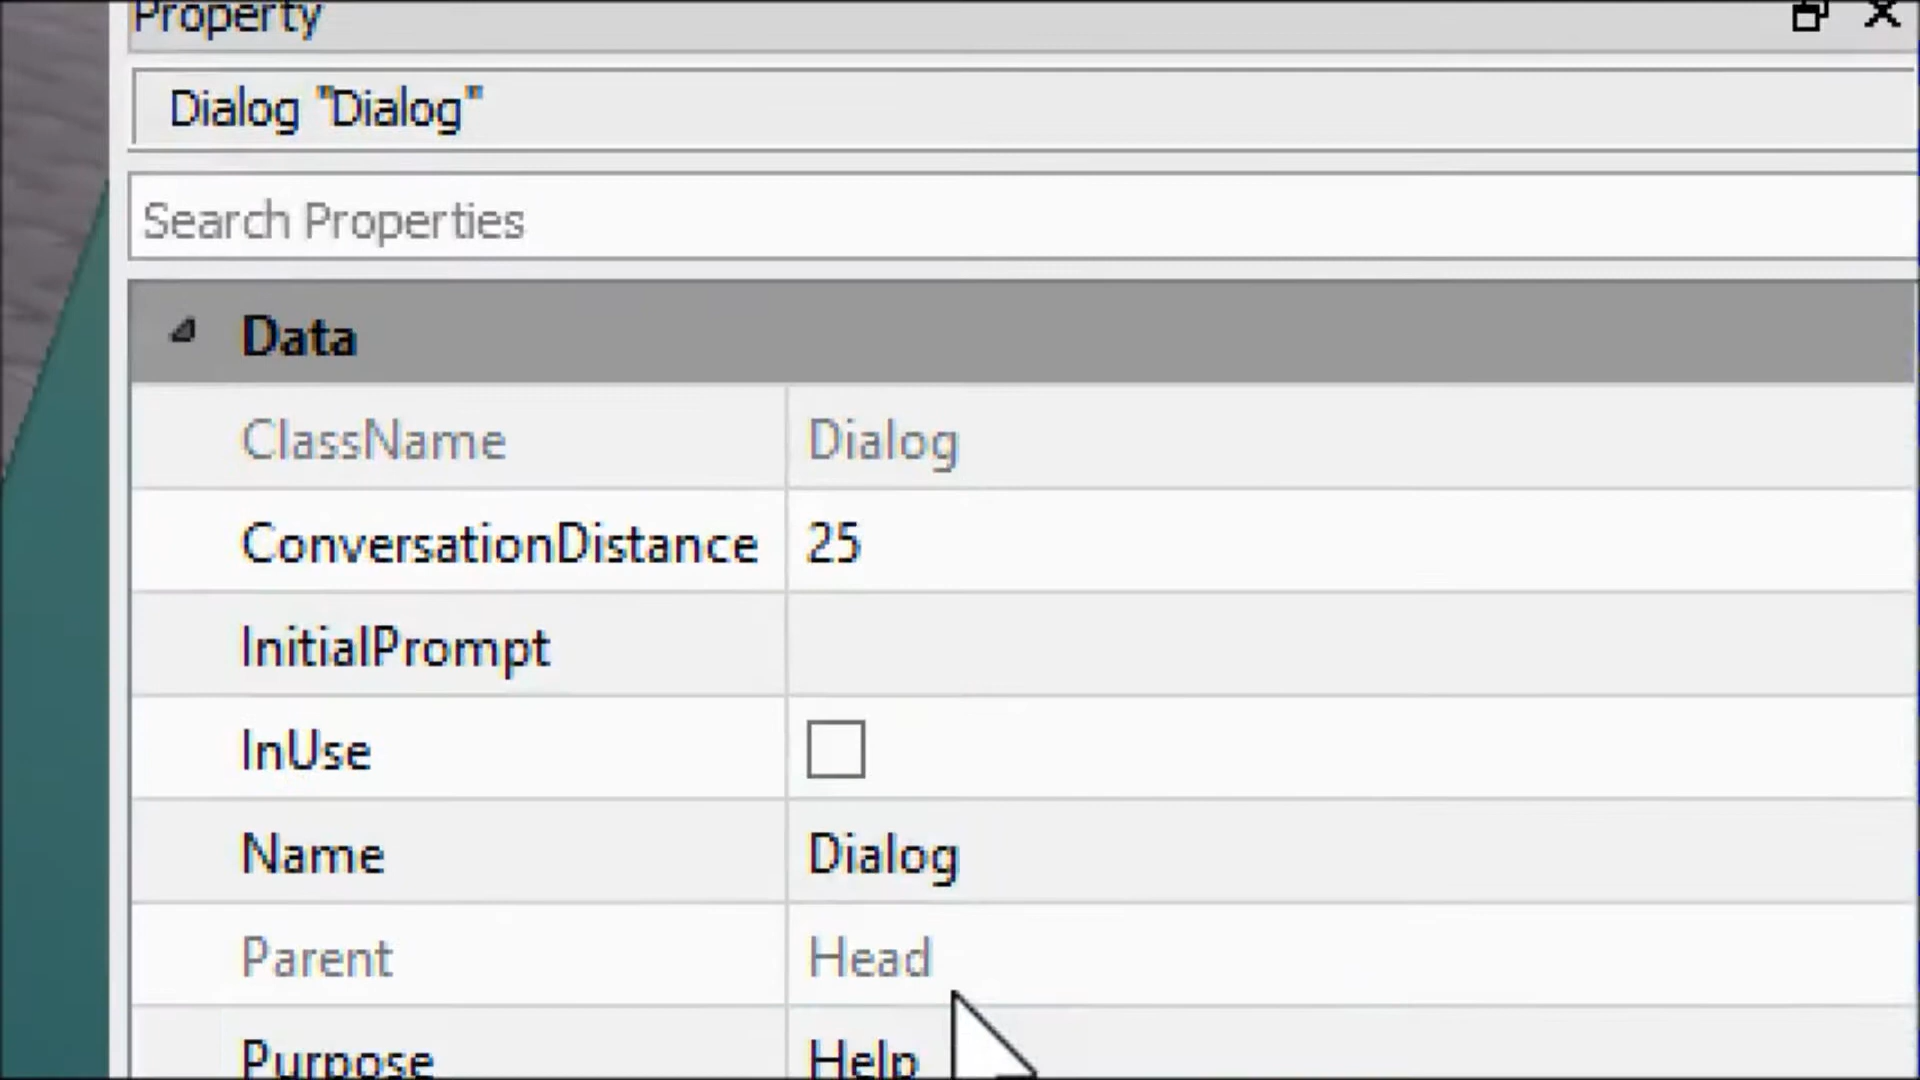 Property
Dialog "Dialog"
Search Properties
Data
ClassName Dialog
ConversationDistance 25
InitialPrompt
InUse
Name Dialog
Parent Head
Purpose Help